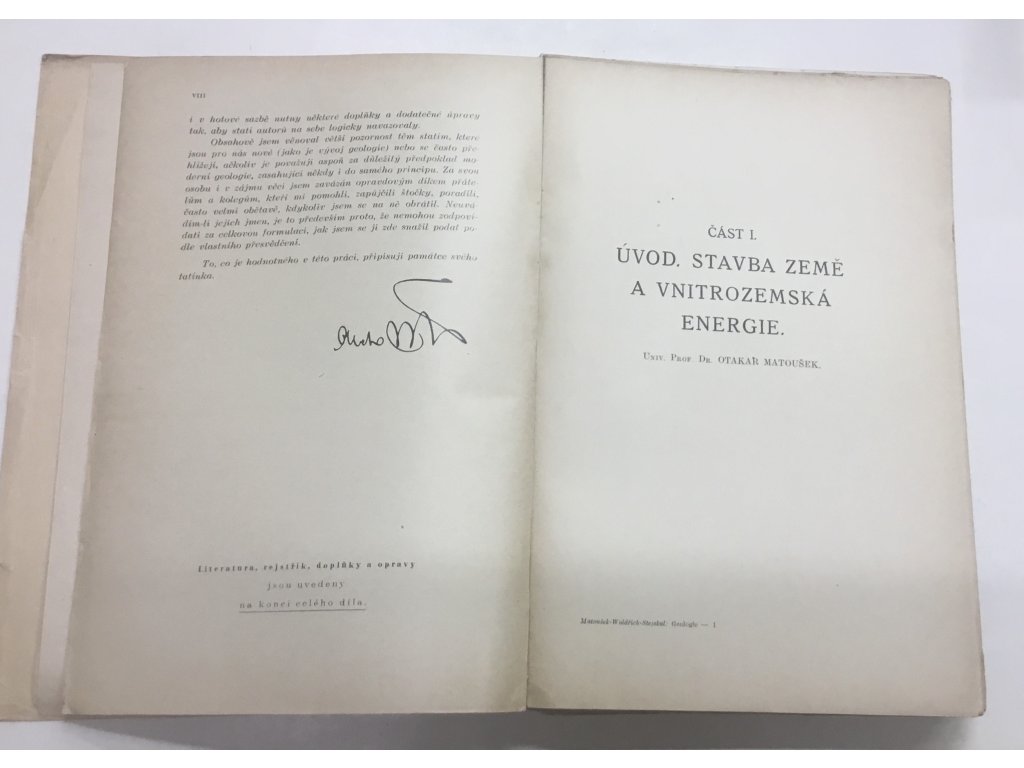 VIII
i v hotové sazbě nutny některé doplňky a dodatečné úpravy
tak, aby stati autorů na sebe logicky navazovaly.
Obsahově jsem věnoval větší pozornost těm statím, které
jsou pro nás nové (jako je vývoj geologie) nebo se často pře-
hlížejí, ačkoliv je považuji aspoň za důležitý předpoklad mo-
derní geologie, zasahující někdy i do samého principu. Za svou
osobu i v zájmu věci jsem zavázán opravdovým díkem přáte-
lům a kolegům, kteří mi pomohli, zapůjčili štočky, poradili,
často velmi obětavě, kdykoliv jsem se na ně obrátil. Neuvá-
dím-li jejich jmen, je to především proto, že nemohou zodpoví-
dati za celkovou formulaci, jak jsem se ji zde snažil podat po-
dle vlastního přesvědčení.
To, co je hodnotného v této práci, připisuji památce svého
tatínka.
Literatura, rejstřík, doplňky a opravy
jsou uvedeny
na konci celého díla.
ČÁST I.
ÚVOD. STAVBA ZEMĚ
A VNITROZEMSKÁ
ENERGIE.
Univ. Prof. Dr. OTAKAR MATOUŠEK.
Matoušek-Woldřich-Stejskal: Geologie — 1